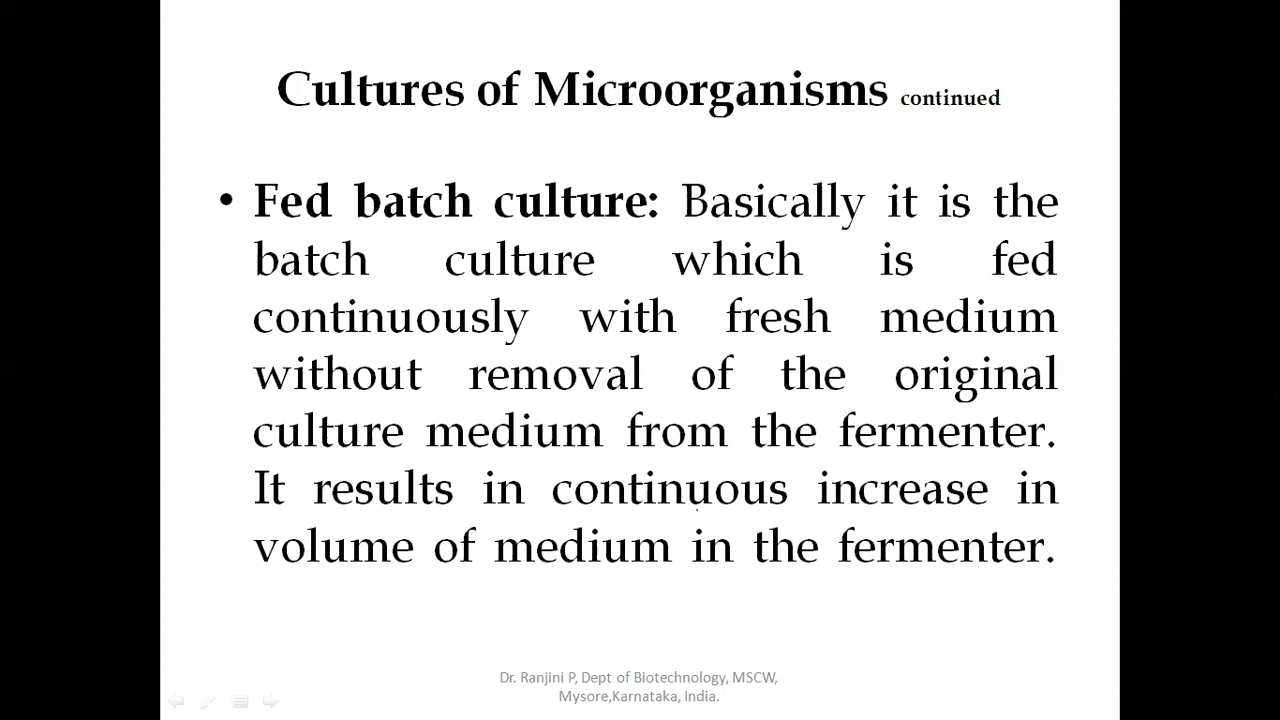 Cultures of Microorganisms continued
• Fed batch culture: Basically it is the
batch culture which is fed
continuously with fresh medium
without removal of the original
culture medium from the fermenter.
It results in continuous increase in
volume of medium in the fermenter.
Dr. Ranjini P, Dept of Biotechnology, MSCW,
Mysore,Karnataka, India.